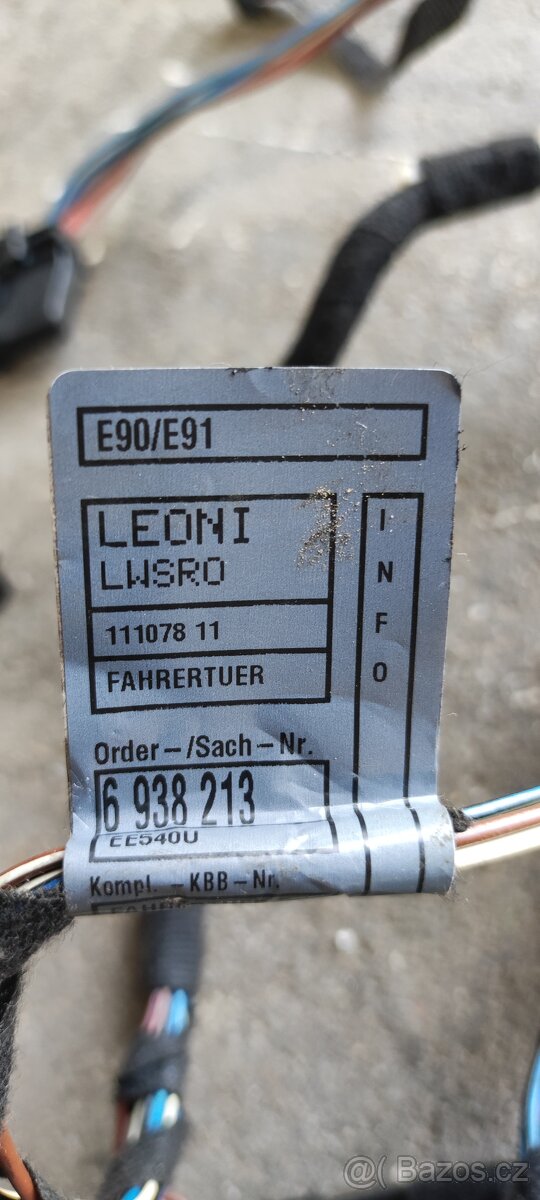 E90/E91
LEONI
LWSRO
111078 11
FAHRERTUER
INFO
Order-/Sach-Nr.
6 938 213
EE540U
Kompl. -KBB-Nr.
@ Bazos.cz